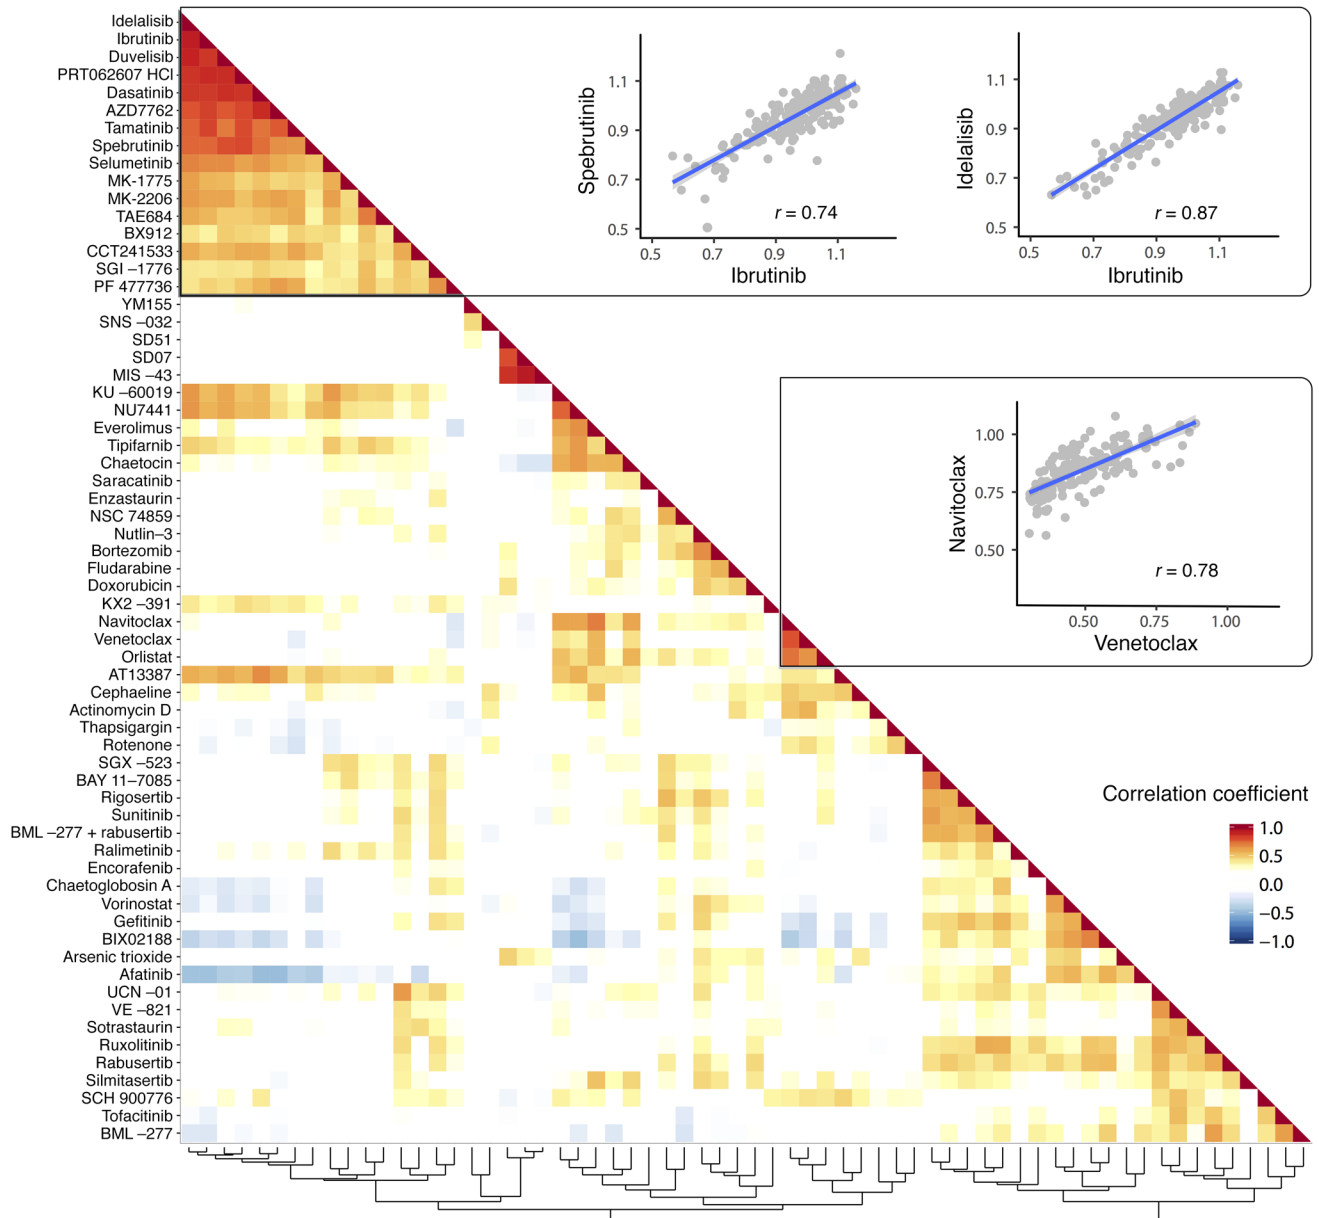 Idelalisib
Ibrutinib
Duvelisib
PRT062607 HCl
Dasatinib
AZD7762
Tamatinib
Spebrutinib
Selumetinib
MK-1775
MK-2206
TAE684
BX912
CCT241533
SGI –1776
PF 477736
YM155
SNS –032
SD51
SD07
MIS –43
KU –60019
NU7441
Everolimus
Tipifarnib
Chaetocin
Saracatinib
Enzastaurin
NSC 74859
Nutlin–3
Bortezomib
Fludarabine
Doxorubicin
KX2 –391
Navitoclax
Venetoclax
Orlistat
AT13387
Cephaeline
Actinomycin D
Thapsigargin
Rotenone
SGX –523
BAY 11–7085
Rigosertib
Sunitinib
BML –277 + rabusertib
Ralimetinib
Encorafenib
Chaetoglobosin A
Vorinostat
Gefitinib
BIX02188
Arsenic trioxide
Afatinib
UCN –01
VE –821
Sotrastaurin
Ruxolitinib
Rabusertib
Silmitasertib
SCH 900776
Tofacitinib
BML –277
Spebrutinib
1.1
0.9
0.7
0.5
r = 0.74
0.5 0.7 0.9 1.1
Ibrutinib
Idelalisib
1.1
0.9
0.7
0.5
r = 0.87
0.5 0.7 0.9 1.1
Ibrutinib
Navitoclax
1.00
0.75
0.50
r = 0.78
0.50 0.75 1.00
Venetoclax
Correlation coefficient
1.0
0.5
0.0
–0.5
–1.0